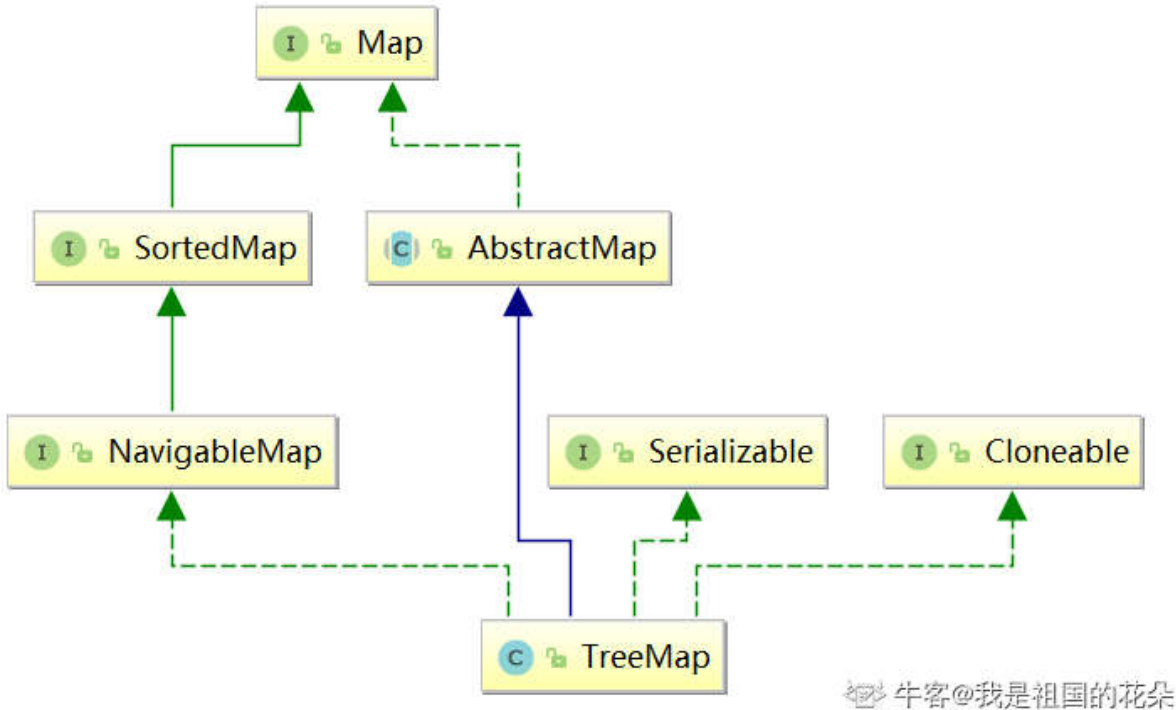 I Map
I SortedMap
C AbstractMap
I NavigableMap
I Serializable
I Cloneable
C TreeMap
牛客@我是祖国的花朵